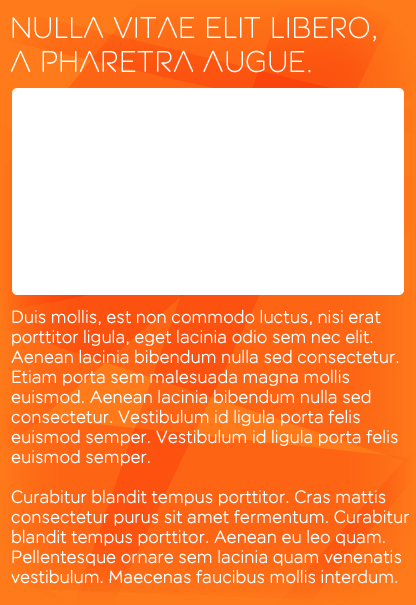 NULLA VITAE ELIT LIBERO,
A PHARETRA AUGUE.
Duis mollis, est non commodo luctus, nisi erat
porttitor ligula, eget lacinia odio sem nec elit.
Aenean lacinia bibendum nulla sed consectetur.
Etiam porta sem malesuada magna mollis
euismod. Aenean lacinia bibendum nulla sed
consectetur. Vestibulum id ligula porta felis
euismod semper. Vestibulum id ligula porta felis
euismod semper.
Curabitur blandit tempus porttitor. Cras mattis
consectetur purus sit amet fermentum. Curabitur
blandit tempus porttitor. Aenean eu leo quam.
Pellentesque ornare sem lacinia quam venenatis
vestibulum. Maecenas faucibus mollis interdum.